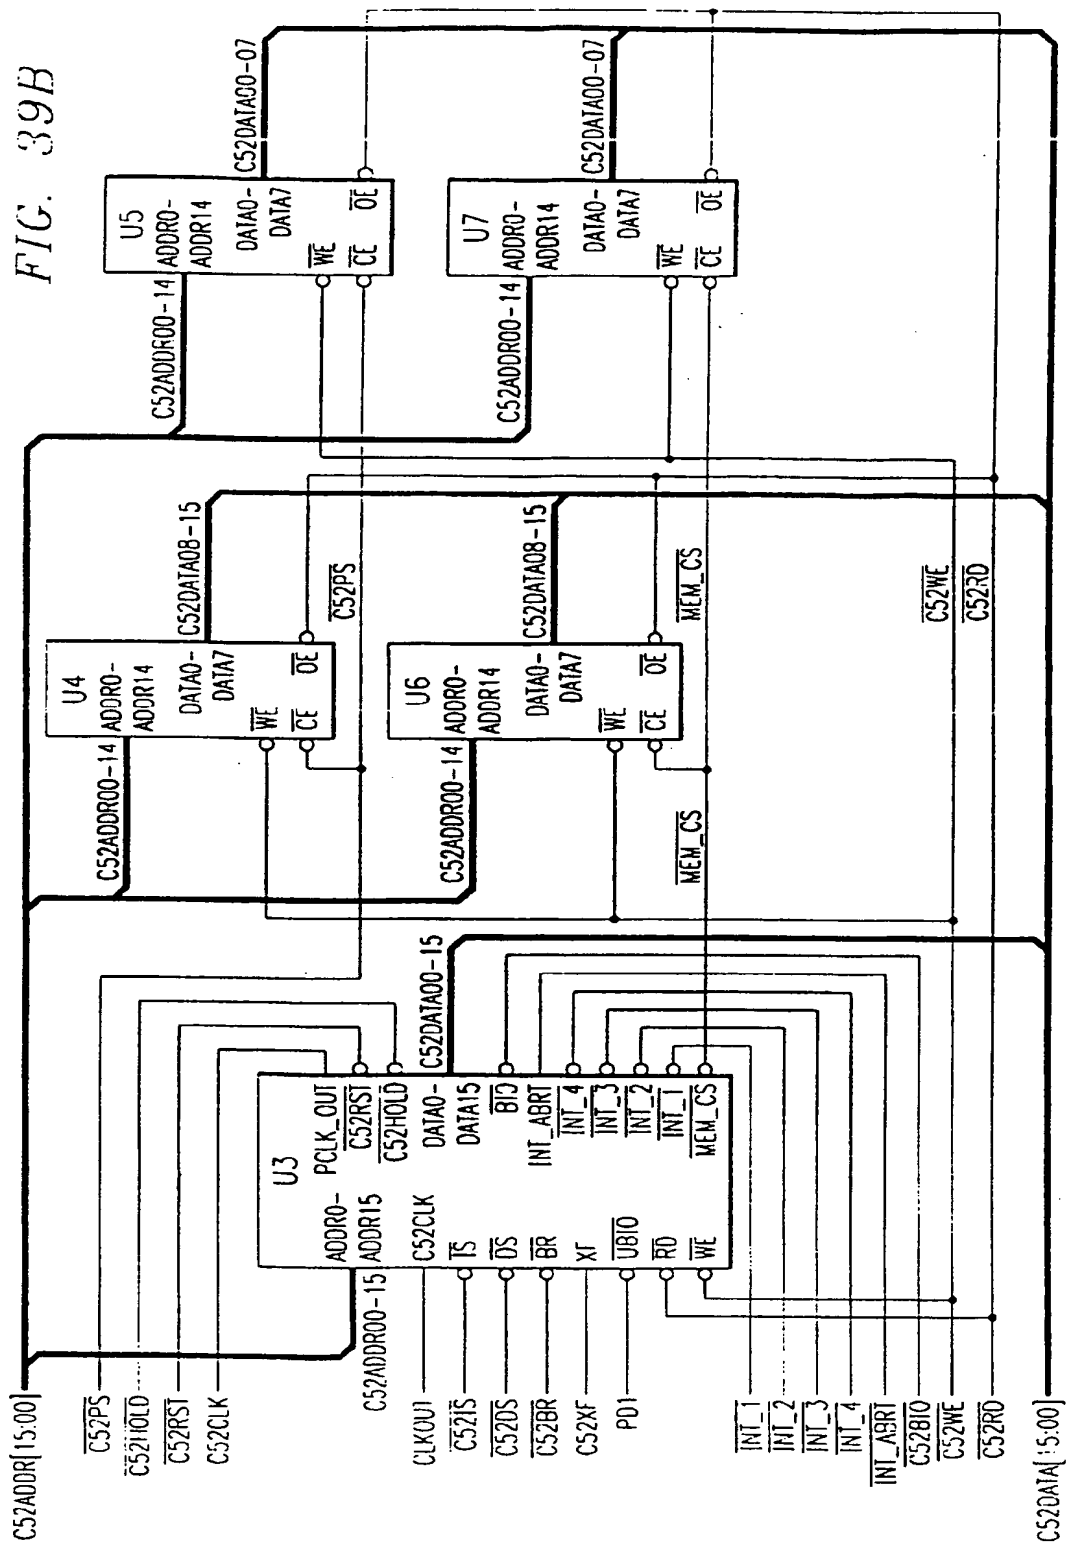 FIG. 39B
C52ADDR[15:00]
C52PS
C52HOLD
C52RST
C52CLK
C52ADDR00-15
CLKOUT
C52IS
C52DS
C52BR
C52XF
PD1
INT_1
INT_2
INT_3
INT_4
INT_ABRT
C52BIO
C52WE
C52RD
C52DATA[15:00]
U3
ADDR0-
ADDR15
C52CLK
IS
DS
BR
XF
UBIO
RD
WE
PCLK_OUT
C52RST
C52HOLD
DATA0-
DATA15
BIO
INT_ABRT
INT_4
INT_3
INT_2
INT_1
MEM_CS
C52DATA00-15
MEM_CS
C52ADDR00-14
U4
ADDR0-
ADDR14
DATA0-
DATA7
WE
CE
OE
C52DATA08-15
C52PS
C52ADDR00-14
U6
ADDR0-
ADDR14
DATA0-
DATA7
WE
CE
OE
C52DATA08-15
MEM_CS
C52WE
C52RD
C52ADDR00-14
U5
ADDR0-
ADDR14
DATA0-
DATA7
WE
CE
OE
C52DATA00-07
C52ADDR00-14
U7
ADDR0-
ADDR14
DATA0-
DATA7
WE
CE
OE
C52DATA00-07